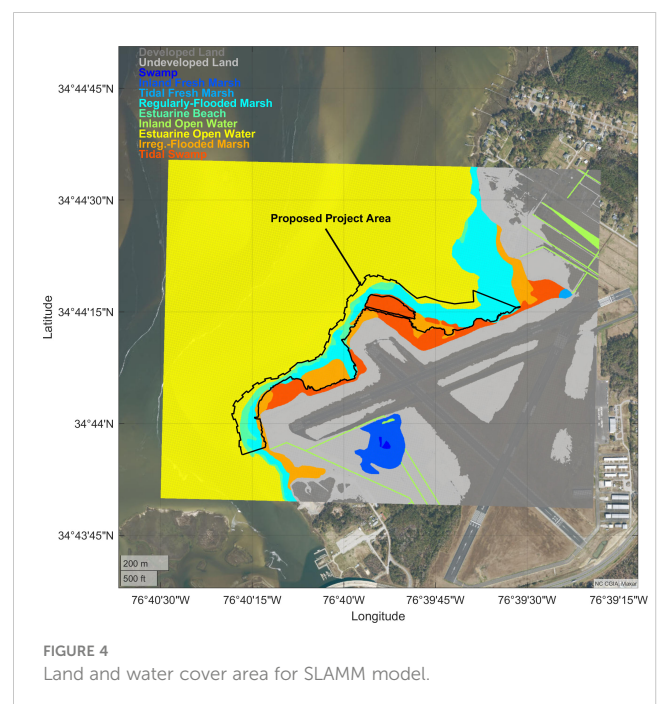 Developed Land
Undeveloped Land
Swamp
Inland Fresh Marsh
Tidal Fresh Marsh
Regularly-Flooded Marsh
Estuarine Beach
Inland Open Water
Estuarine Open Water
Irreg.-Flooded Marsh
Tidal Swamp
34°44'45"N
34°44'30"N
34°44'15"N
34°44'N
34°43'45"N
Latitude
Proposed Project Area
200 m
500 ft
NC CGIA, Maxar
76°40'30"W 76°40'15"W 76°40'W 76°39'45"W 76°39'30"W 76°39'15"W
Longitude
FIGURE 4
Land and water cover area for SLAMM model.